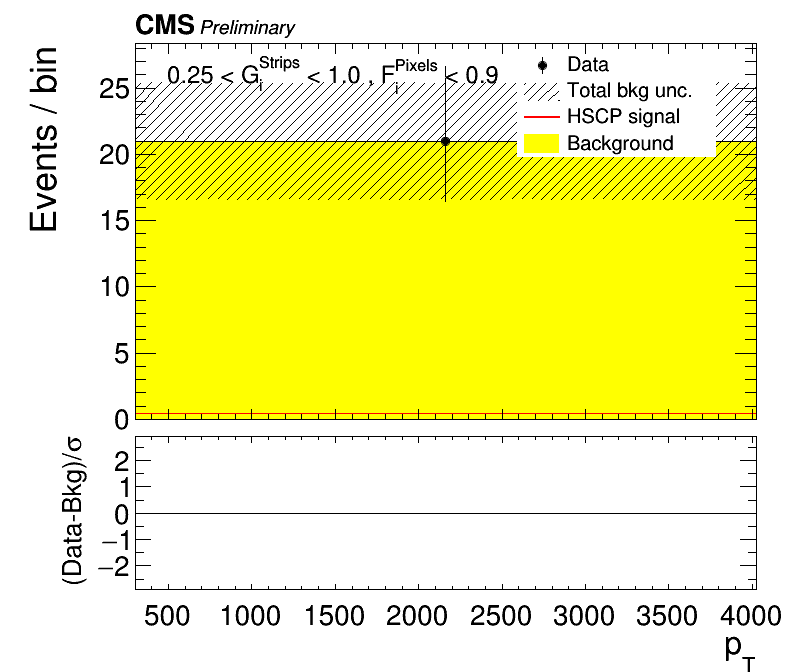 CMS Preliminary
Events / bin
0.25 < G_i^Strips < 1.0 , F_i^Pixels < 0.9
Data
Total bkg unc.
HSCP signal
Background
25
20
15
10
5
0
(Data-Bkg)/σ
2
1
0
−1
−2
500 1000 1500 2000 2500 3000 3500 4000
p_T